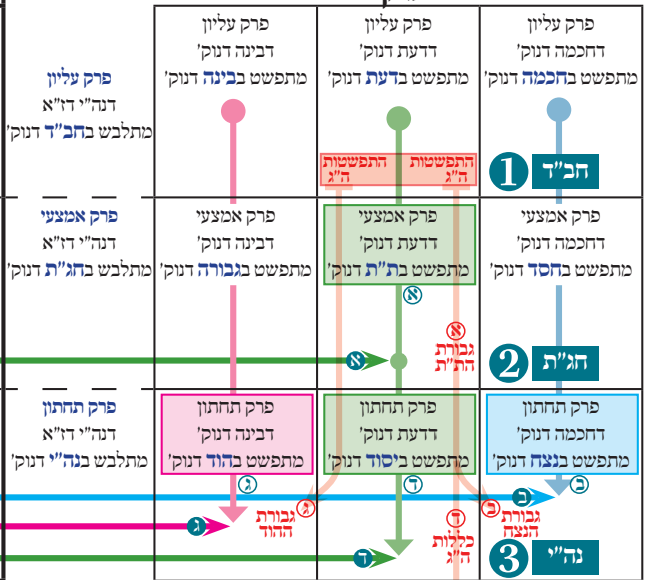 פרק עליון
דחכמה דנוק'
מתפשט בחכמה דנוק'
פרק עליון
דדעת דנוק'
מתפשט בדעת דנוק'
פרק עליון
דבינה דנוק'
מתפשט בבינה דנוק'
פרק עליון
דנה"י דז"א
מתלבש בחב"ד דנוק'
חב"ד
1
התפשטות
ה"ג
התפשטות
ה"ג
פרק אמצעי
דחכמה דנוק'
מתפשט בחסד דנוק'
פרק אמצעי
דדעת דנוק'
מתפשט בת"ת דנוק'
א
פרק אמצעי
דבינה דנוק'
מתפשט בגבורה דנוק'
פרק אמצעי
דנה"י דז"א
מתלבש בחג"ת דנוק'
א
גבורת
הת"ת
חג"ת
2
א
פרק תחתון
דחכמה דנוק'
מתפשט בנצח דנוק'
ב
פרק תחתון
דדעת דנוק'
מתפשט ביסוד דנוק'
ד
פרק תחתון
דבינה דנוק'
מתפשט בהוד דנוק'
ג
פרק תחתון
דנה"י דז"א
מתלבש בנה"י דנוק'
ב
ב
גבורת
הנצח
ד
כללות
ה"ג
ג
גבורת
ההוד
ג
נה"י
3
ד